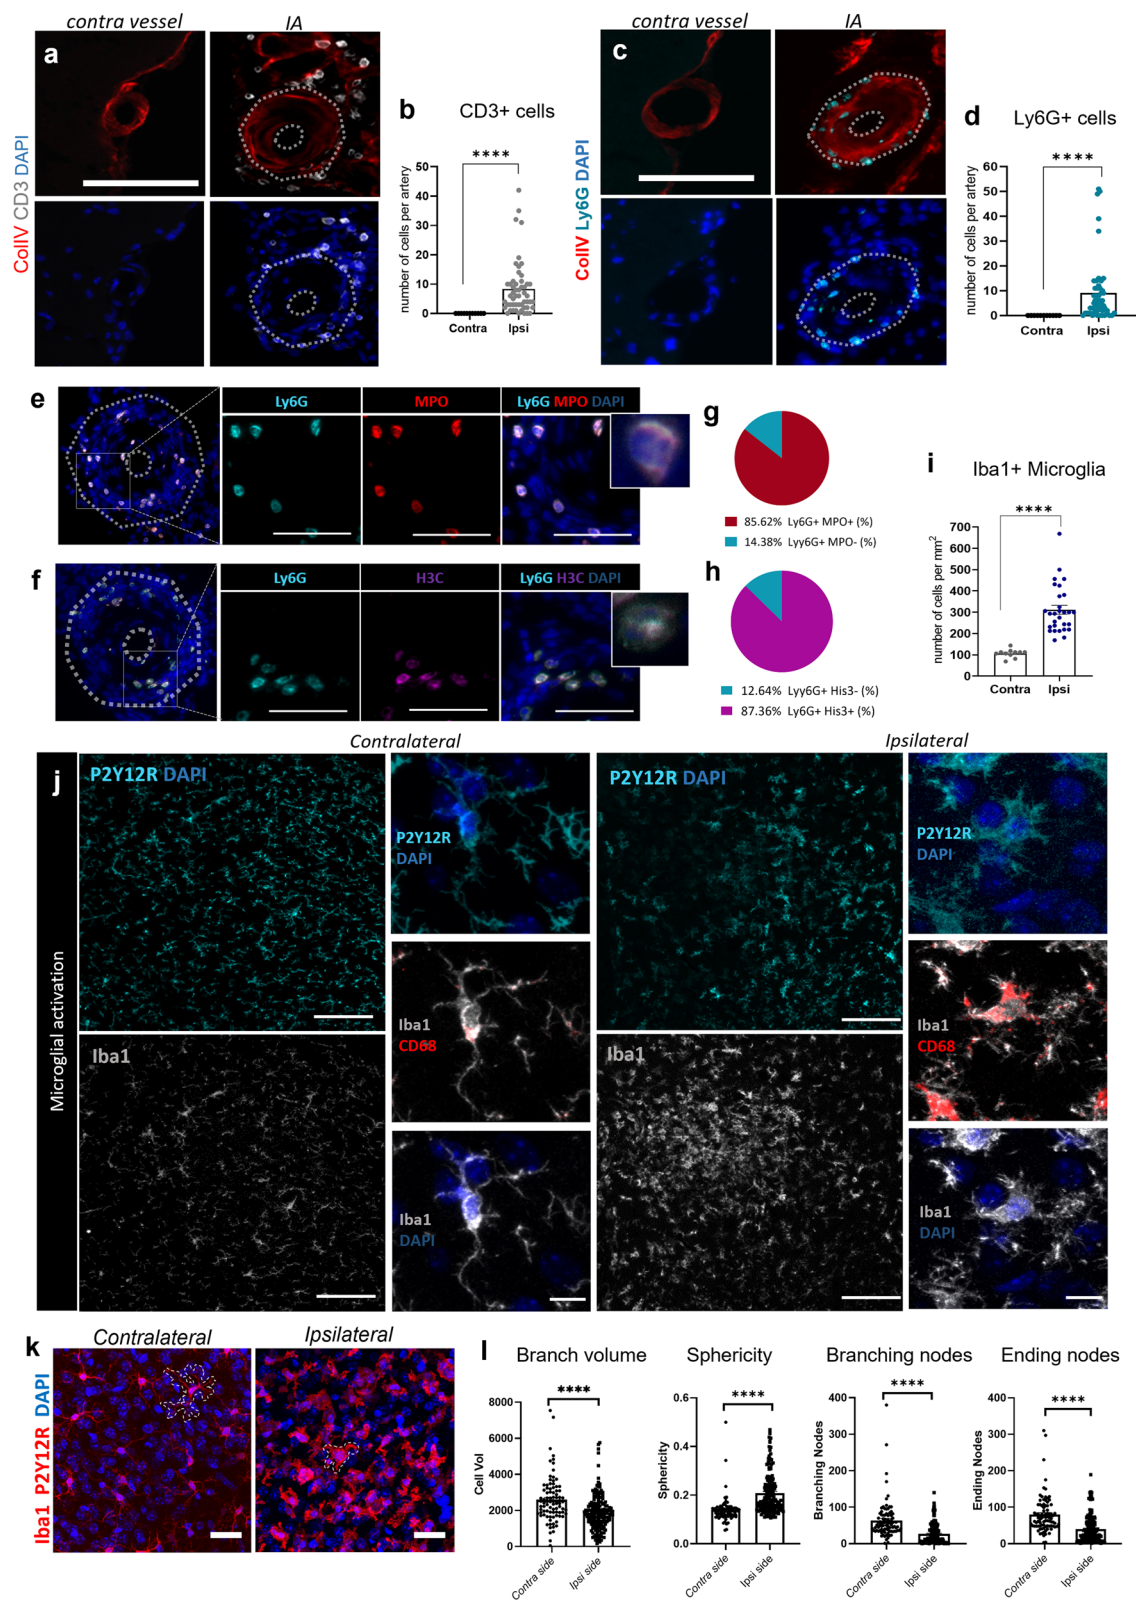 contra vessel
IA
a
ColIV CD3 DAPI
b
CD3+ cells
****
number of cells per artery
50
40
30
20
10
0
Contra
Ipsi
contra vessel
IA
c
ColIV Ly6G DAPI
d
Ly6G+ cells
****
number of cells per artery
60
50
40
30
20
10
0
Contra
Ipsi
e
Ly6G
MPO
Ly6G MPO DAPI
f
Ly6G
H3C
Ly6G H3C DAPI
g
85.62% Ly6G+ MPO+ (%)
14.38% Lyy6G+ MPO- (%)
h
12.64% Lyy6G+ His3- (%)
87.36% Ly6G+ His3+ (%)
i
Iba1+ Microglia
****
number of cells per mm2
700
600
500
400
300
200
100
0
Contra
Ipsi
Contralateral
Ipsilateral
j
Microglial activation
P2Y12R DAPI
P2Y12R
DAPI
Iba1
Iba1
CD68
Iba1
DAPI
P2Y12R DAPI
P2Y12R
DAPI
Iba1
Iba1
CD68
Iba1
DAPI
k
Contralateral
Ipsilateral
Iba1 P2Y12R DAPI
l
Branch volume
****
Cell Vol
8000
6000
4000
2000
0
Contra side
Ipsi side
Sphericity
****
Sphericity
0.6
0.4
0.2
0.0
Contra side
Ipsi side
Branching nodes
****
Branching Nodes
400
300
200
100
0
Contra side
Ipsi side
Ending nodes
****
Ending Nodes
400
300
200
100
0
Contra side
Ipsi side